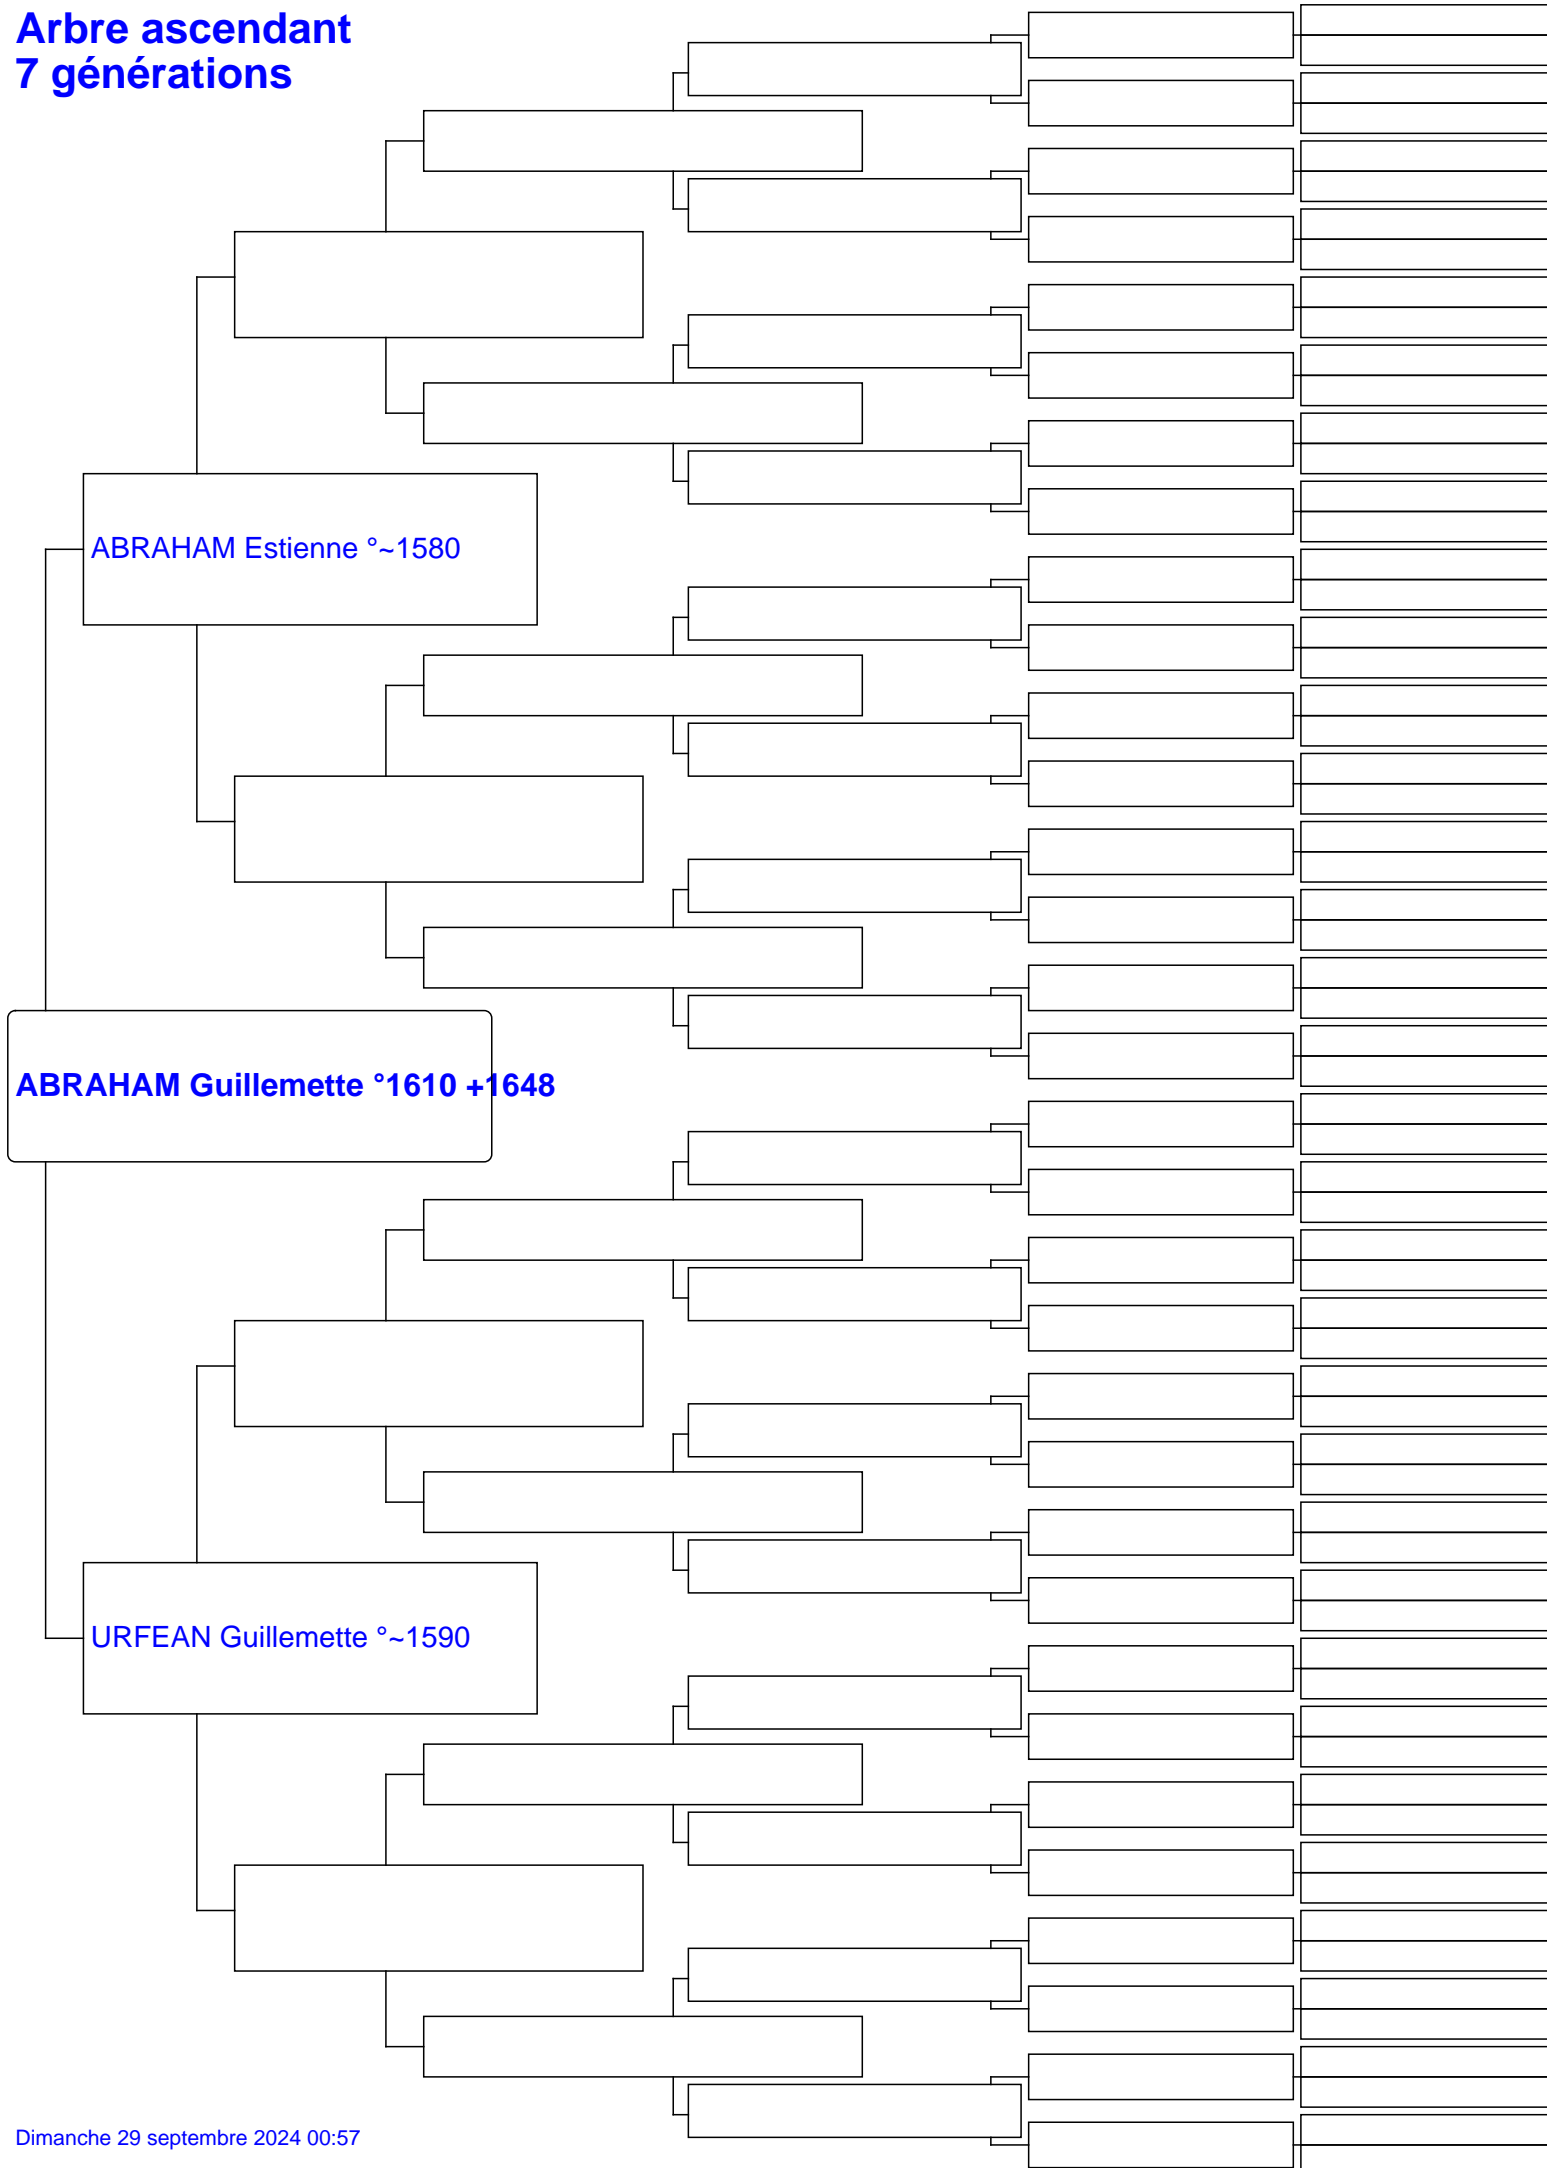 Arbre ascendant
7 générations
ABRAHAM Estienne °~1580
ABRAHAM Guillemette °1610 +1648
URFEAN Guillemette °~1590
Dimanche 29 septembre 2024 00:57